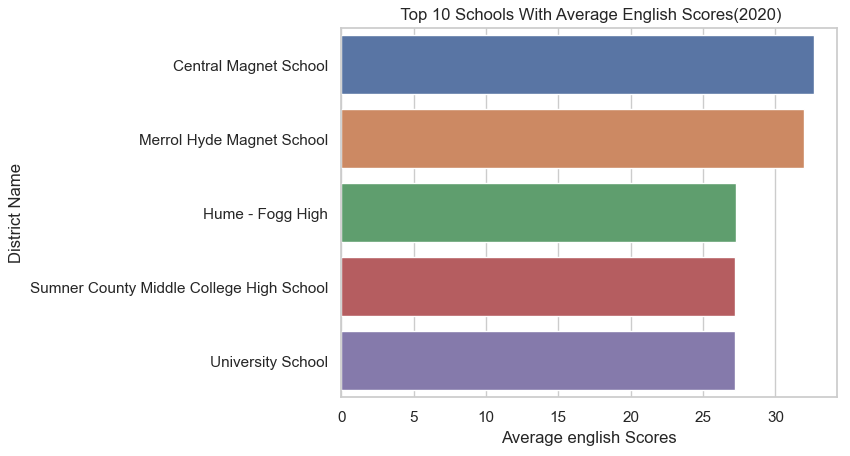 Top 10 Schools With Average English Scores(2020)
District Name
Central Magnet School
Merrol Hyde Magnet School
Hume - Fogg High
Sumner County Middle College High School
University School
0 5 10 15 20 25 30
Average english Scores